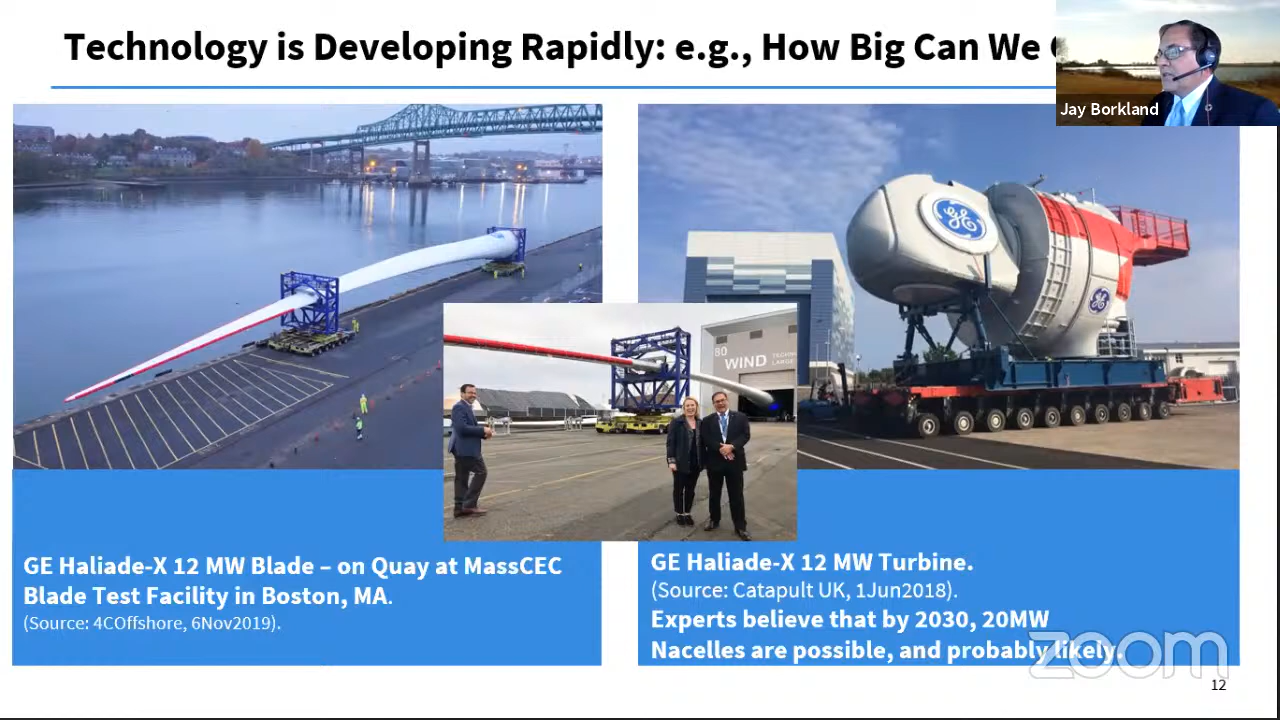 Technology is Developing Rapidly: e.g., How Big Can We
Jay Borkland
80
WIND
GE Haliade-X 12 MW Blade – on Quay at MassCEC
Blade Test Facility in Boston, MA.
(Source: 4COffshore, 6Nov2019).
GE Haliade-X 12 MW Turbine.
(Source: Catapult UK, 1Jun2018).
Experts believe that by 2030, 20MW
Nacelles are possible, and probably likely.
zoom
12